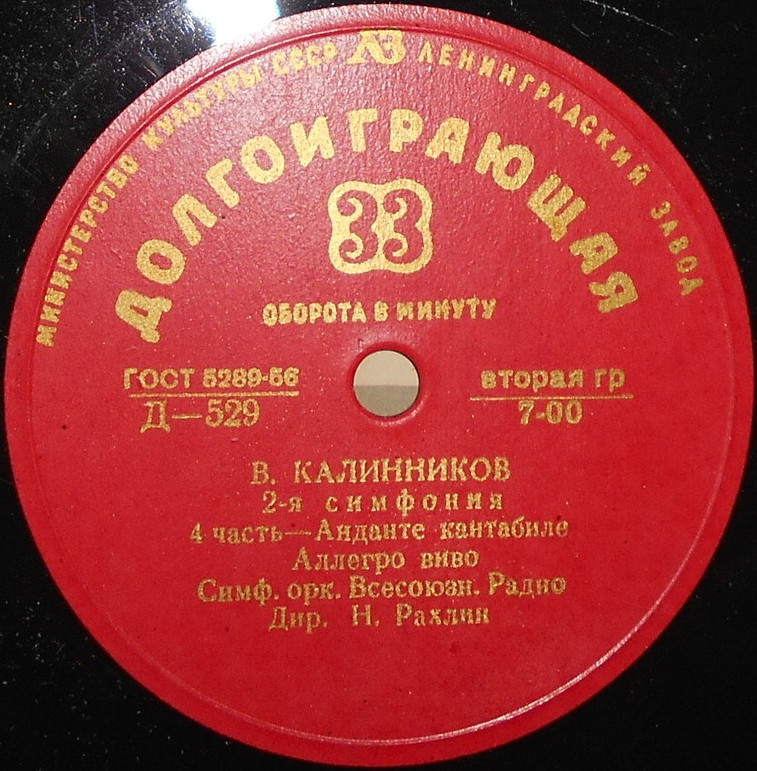 МИНИСТЕРСТВО КУЛЬТУРЫ СССР ЛЗ ЛЕНИНГРАДСКИЙ ЗАВОД
ДОЛГОИГРАЮЩАЯ
33
ОБОРОТА В МИНУТУ
ГОСТ 5289-56
Д—529
вторая гр
7-00
В. КАЛИННИКОВ
2-я симфония
4 часть—Анданте кантабиле
Аллегро виво
Симф. орк. Всесоюзн. Радио
Дир. Н. Рахлин